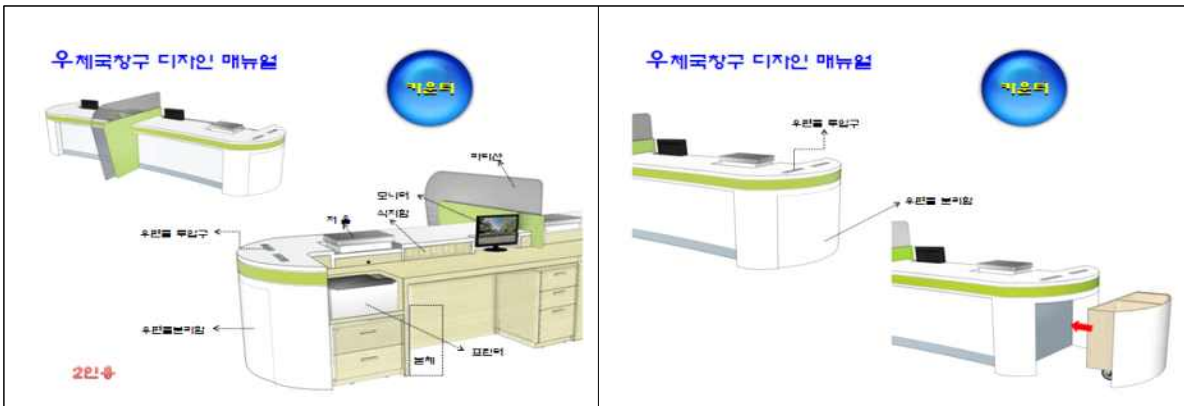 우체국창구 디자인 매뉴얼
카운터
파티션
모니터
서지함
저울
우편물 투입구
우편물분리함
프린터
본체
2인용
우체국창구 디자인 매뉴얼
카운터
우편물 투입구
우편물 분리함